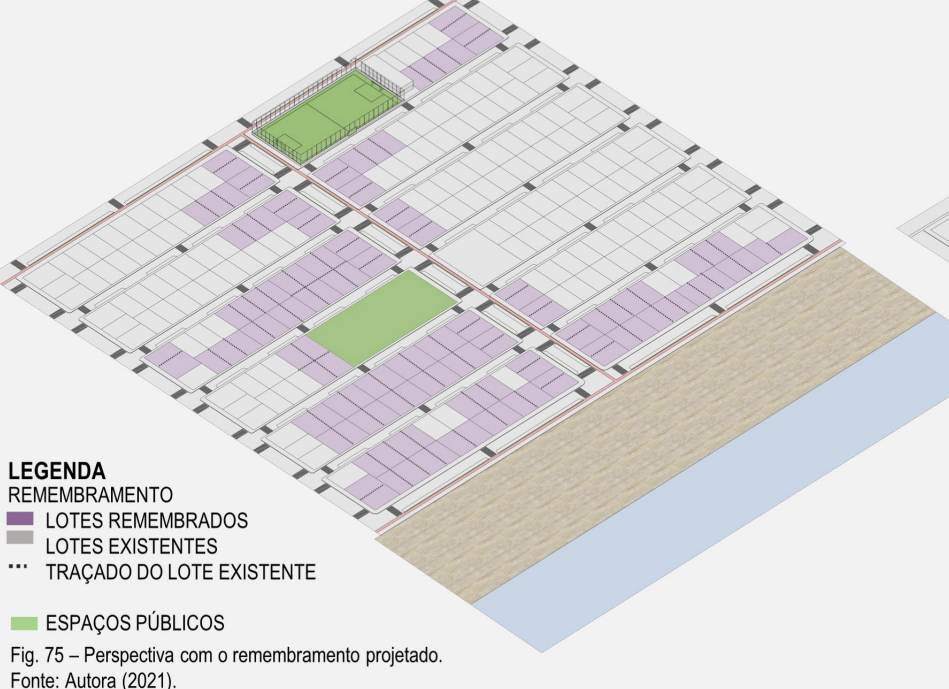 LEGENDA
REMEMBRAMENTO
LOTES REMEMBRADOS
LOTES EXISTENTES
TRAÇADO DO LOTE EXISTENTE
ESPAÇOS PÚBLICOS
Fig. 75 – Perspectiva com o remembramento projetado.
Fonte: Autora (2021).